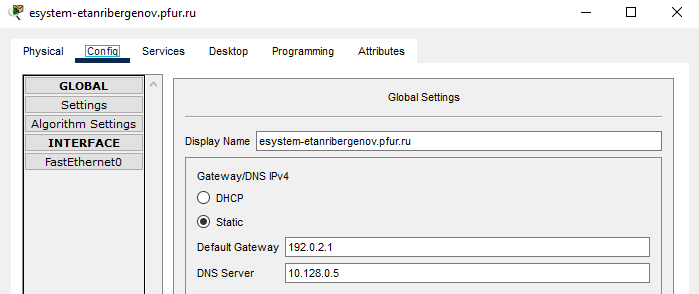 esystem-etanribergenov.pfur.ru
Physical Config Services Desktop Programming Attributes
GLOBAL
Settings
Algorithm Settings
INTERFACE
FastEthernet0
Global Settings
Display Name esystem-etanribergenov.pfur.ru
Gateway/DNS IPv4
DHCP
Static
Default Gateway 192.0.2.1
DNS Server 10.128.0.5